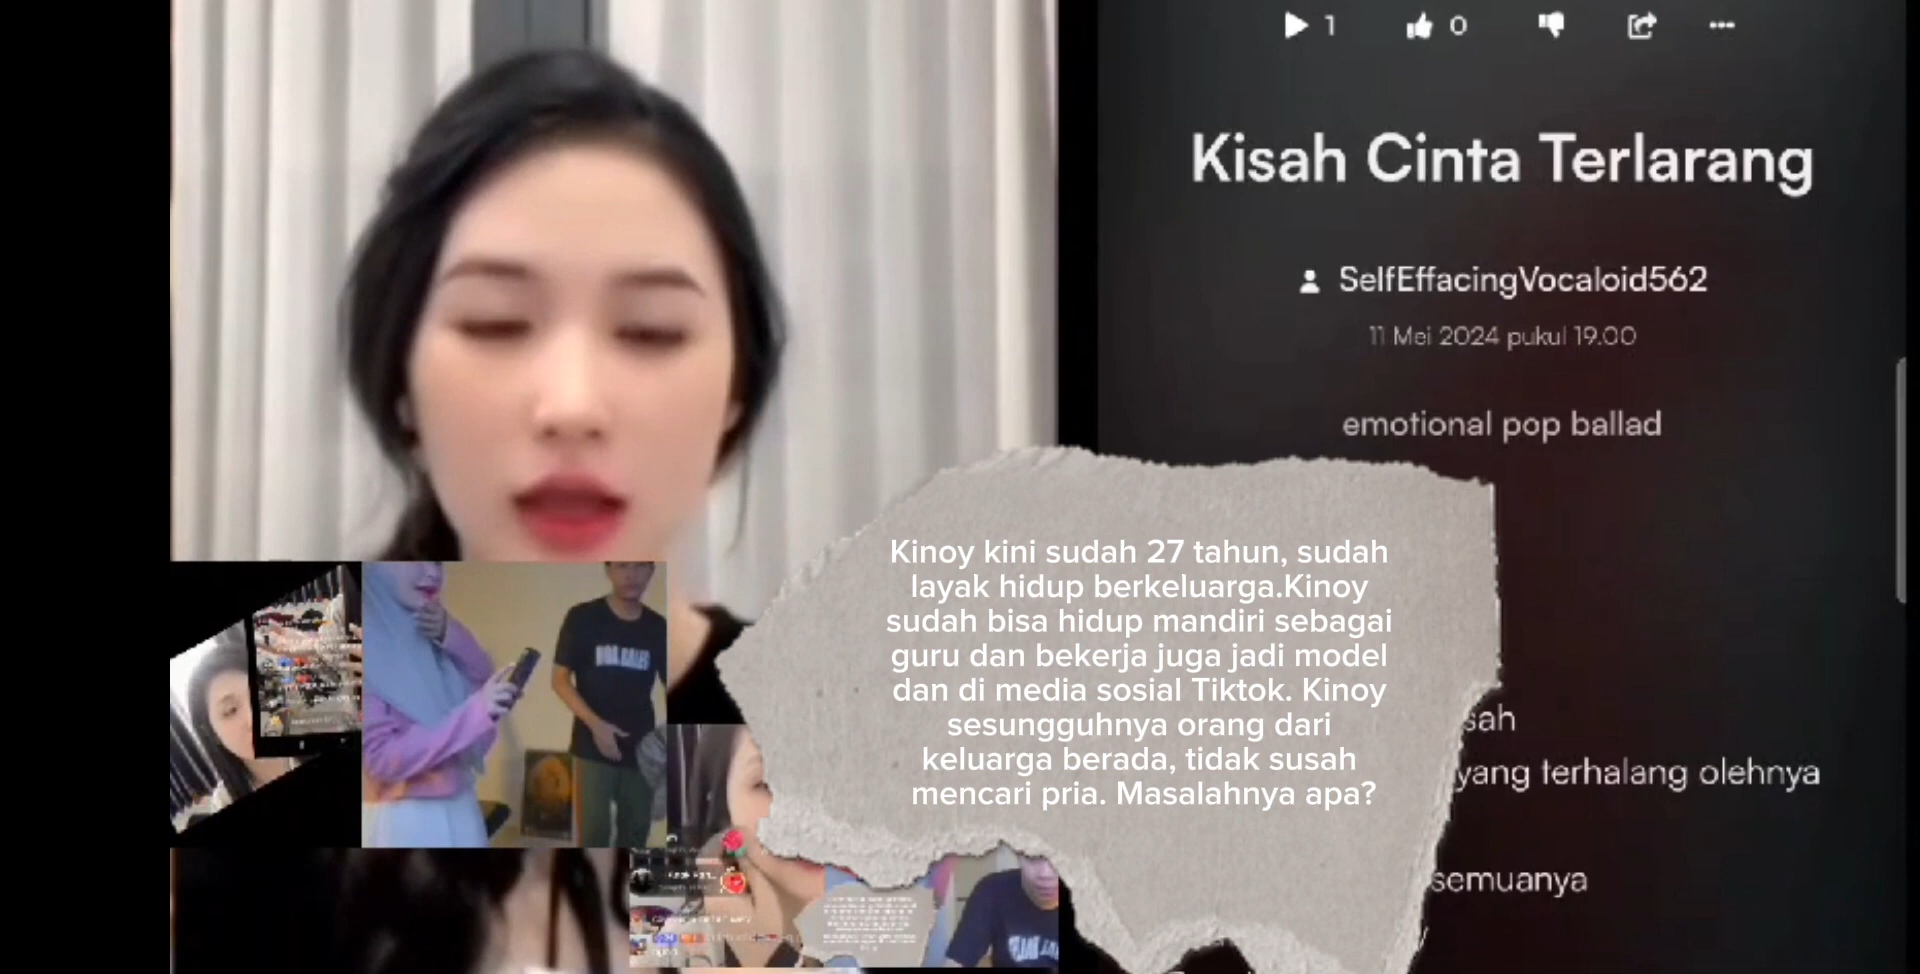 1
0
Kisah Cinta Terlarang
SelfEffacingVocaloid562
11 Mei 2024 pukul 19.00
emotional pop ballad
Kinoy kini sudah 27 tahun, sudah
layak hidup berkeluarga.Kinoy
sudah bisa hidup mandiri sebagai
guru dan bekerja juga jadi model
dan di media sosial Tiktok. Kinoy
sesungguhnya orang dari
keluarga berada, tidak susah
mencari pria. Masalahnya apa?
yang terhalang olehnya
semuanya